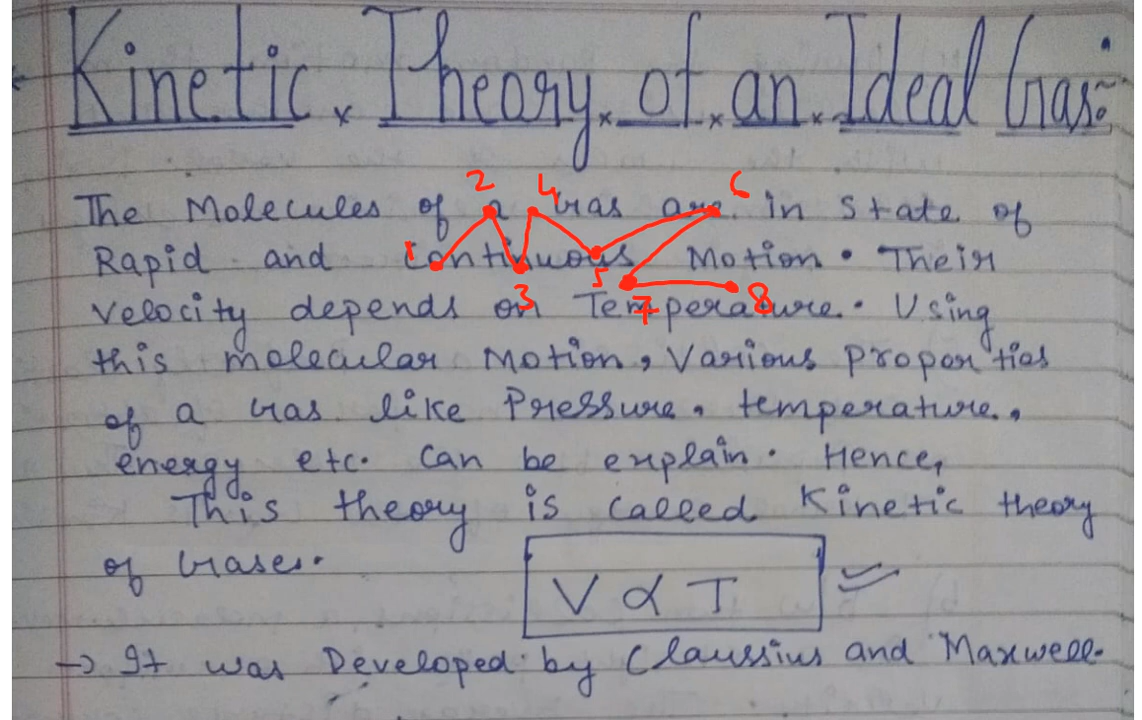 Kinetic Theory of an Ideal Gas:
The Molecules of a Gas are in state of
Rapid and continuous Motion. Their
velocity depends on Temperature. Using
this molecular Motion, Various properties
of a Gas like Pressure, temperature,
energy etc. can be explain. Hence,
This theory is called Kinetic theory
of Gases.
V ∝ T
→ It was Developed by Claussius and Maxwell.
1 2 3 4 5 6 7 8